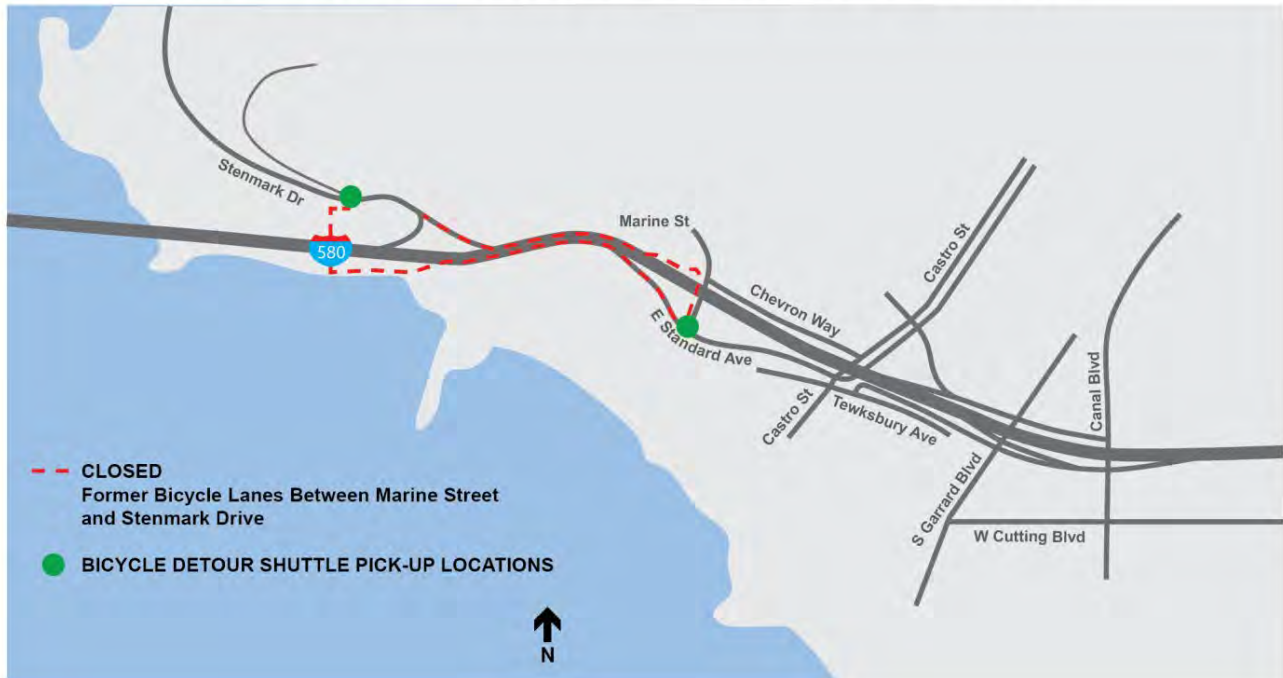 Stenmark Dr
580
Marine St
Castro St
Chevron Way
E Standard Ave
Castro St
Tewksbury Ave
Canal Blvd
S Garrard Blvd
W Cutting Blvd
CLOSED
Former Bicycle Lanes Between Marine Street
and Stenmark Drive
BICYCLE DETOUR SHUTTLE PICK-UP LOCATIONS
N